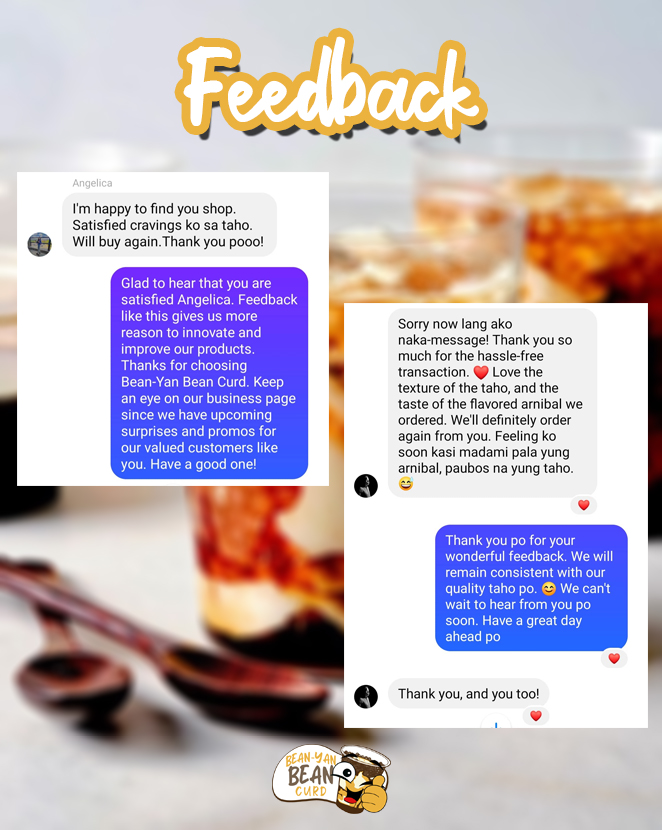 Feedback
Angelica
I'm happy to find you shop.
Satisfied cravings ko sa taho.
Will buy again.Thank you pooo!
Glad to hear that you are
satisfied Angelica. Feedback
like this gives us more
reason to innovate and
improve our products.
Thanks for choosing
Bean-Yan Bean Curd. Keep
an eye on our business page
since we have upcoming
surprises and promos for
our valued customers like
you. Have a good one!
Sorry now lang ako
naka-message! Thank you so
much for the hassle-free
transaction. ❤️ Love the
texture of the taho, and the
taste of the flavored arnibal we
ordered. We'll definitely order
again from you. Feeling ko
soon kasi madami pala yung
arnibal, paubos na yung taho.
😅
Thank you po for your
wonderful feedback. We will
remain consistent with our
quality taho po. 😊 We can't
wait to hear from you po
soon. Have a great day
ahead po
Thank you, and you too!
BEAN-YAN
BEAN
CURD